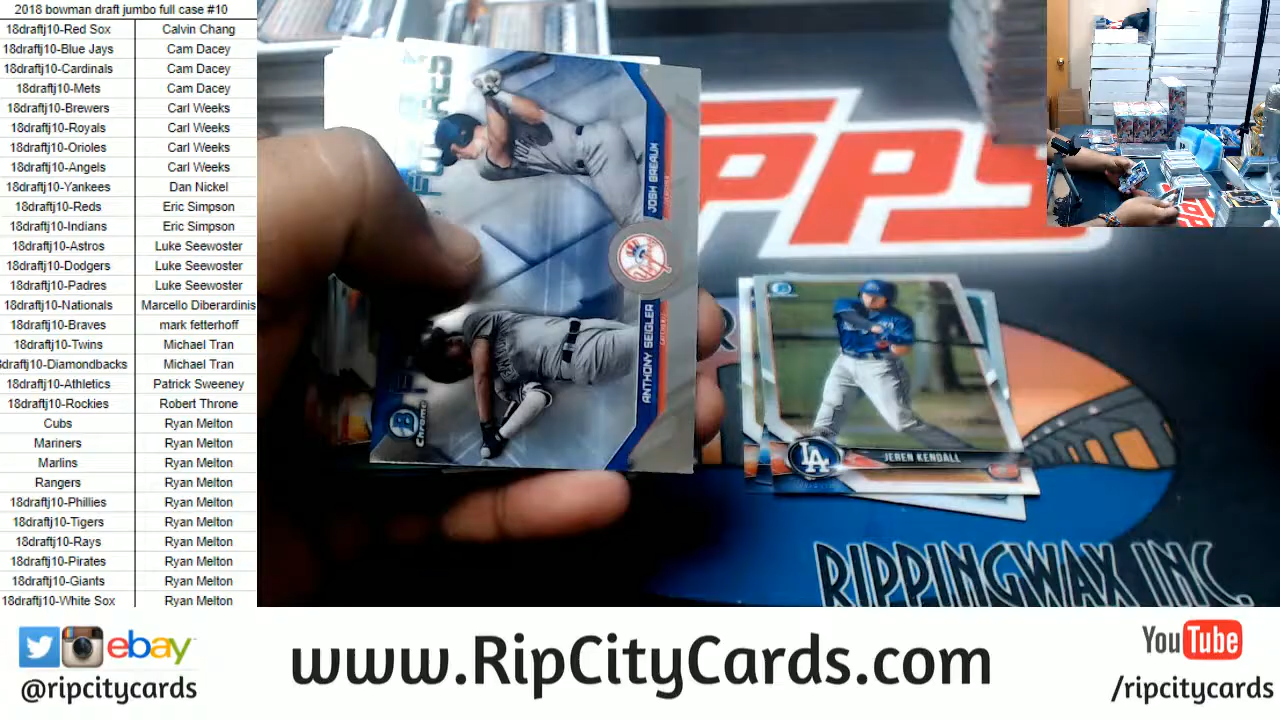 2018 bowman draft jumbo full case #10
18draftj10-Red Sox Calvin Chang
18draftj10-Blue Jays Cam Dacey
18draftj10-Cardinals Cam Dacey
18draftj10-Mets Cam Dacey
18draftj10-Brewers Carl Weeks
18draftj10-Royals Carl Weeks
18draftj10-Orioles Carl Weeks
18draftj10-Angels Carl Weeks
18draftj10-Yankees Dan Nickel
18draftj10-Reds Eric Simpson
18draftj10-Indians Eric Simpson
18draftj10-Astros Luke Seewoster
18draftj10-Dodgers Luke Seewoster
18draftj10-Padres Luke Seewoster
18draftj10-Nationals Marcello Diberardinis
18draftj10-Braves mark fetterhoff
18draftj10-Twins Michael Tran
8draftj10-Diamondbacks Michael Tran
18draftj10-Athletics Patrick Sweeney
18draftj10-Rockies Robert Throne
Cubs Ryan Melton
Mariners Ryan Melton
Marlins Ryan Melton
Rangers Ryan Melton
18draftj10-Phillies Ryan Melton
18draftj10-Tigers Ryan Melton
18draftj10-Rays Ryan Melton
18draftj10-Pirates Ryan Melton
18draftj10-Giants Ryan Melton
18draftj10-White Sox Ryan Melton
JOSH BREAUX
ANTHONY SEIGLER
Chrome
OPPS
LA
JEREN KENDALL
RIPPINGWAX INC.
ebay
@ripcitycards
www.RipCityCards.com
YouTube
/ripcitycards